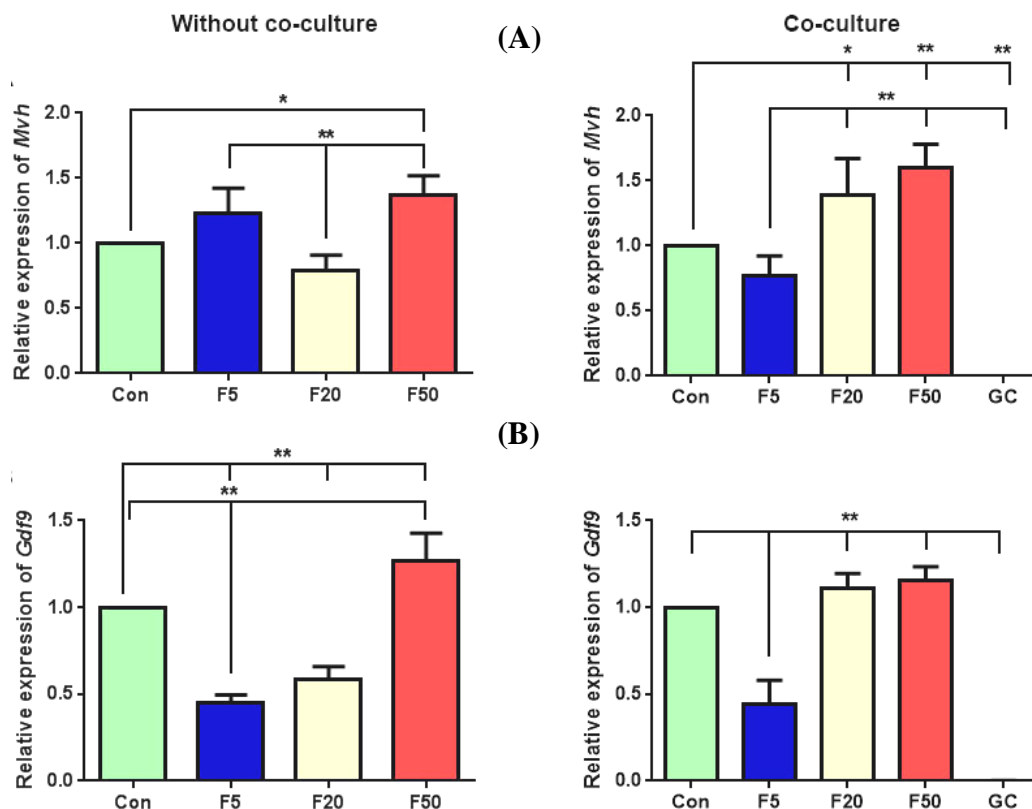 Without co-culture
(A)
Co-culture
* ** **
*
**
**
Relative expression of Mvh
2.0
1.5
1.0
0.5
0.0
Con F5 F20 F50
Relative expression of Mvh
2.0
1.5
1.0
0.5
0.0
Con F5 F20 F50 GC
(B)
**
**
**
Relative expression of Gdf9
1.5
1.0
0.5
0.0
Con F5 F20 F50
Relative expression of Gdf9
1.5
1.0
0.5
0.0
Con F5 F20 F50 GC